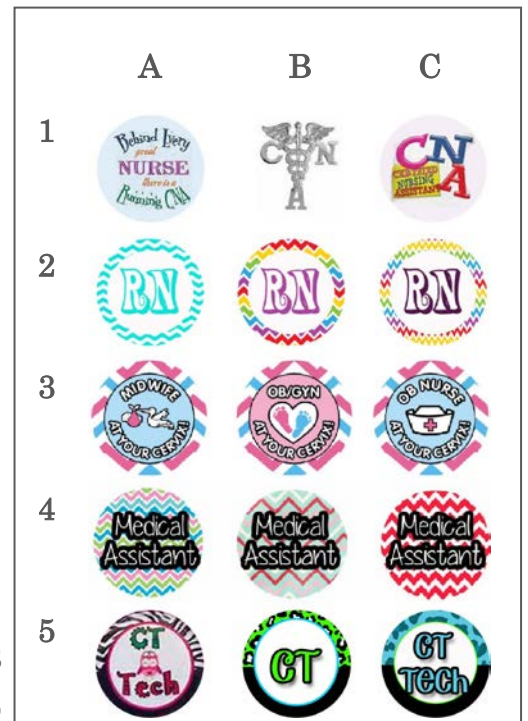 A B C
1
Behind Every
great
NURSE
there is a
Running CNA
C N
A
CNA
CERTIFIED
NURSING
ASSISTANT
2
RN
RN
RN
3
MIDWIFE
AT YOUR CERVIX!
OB/GYN
AT YOUR CERVIX!
OB NURSE
AT YOUR CERVIX!
4
Medical
Assistant
Medical
Assistant
Medical
Assistant
5
CT
Tech
CT
CT
Tech